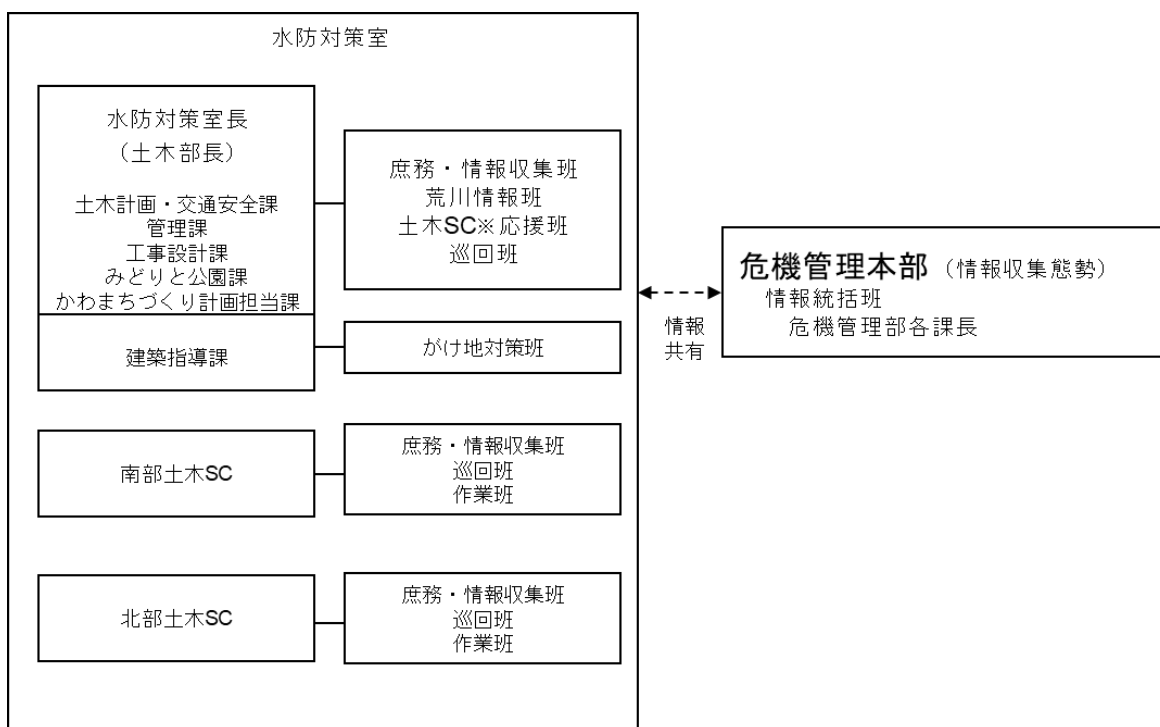 水防対策室
水防対策室長
（土木部長）
土木計画・交通安全課
管理課
工事設計課
みどりと公園課
かわまちづくり計画担当課
建築指導課
庶務・情報収集班
荒川情報班
土木SC※応援班
巡回班
がけ地対策班
南部土木SC
庶務・情報収集班
巡回班
作業班
北部土木SC
庶務・情報収集班
巡回班
作業班
情報
共有
危機管理本部（情報収集態勢）
情報統括班
危機管理部各課長